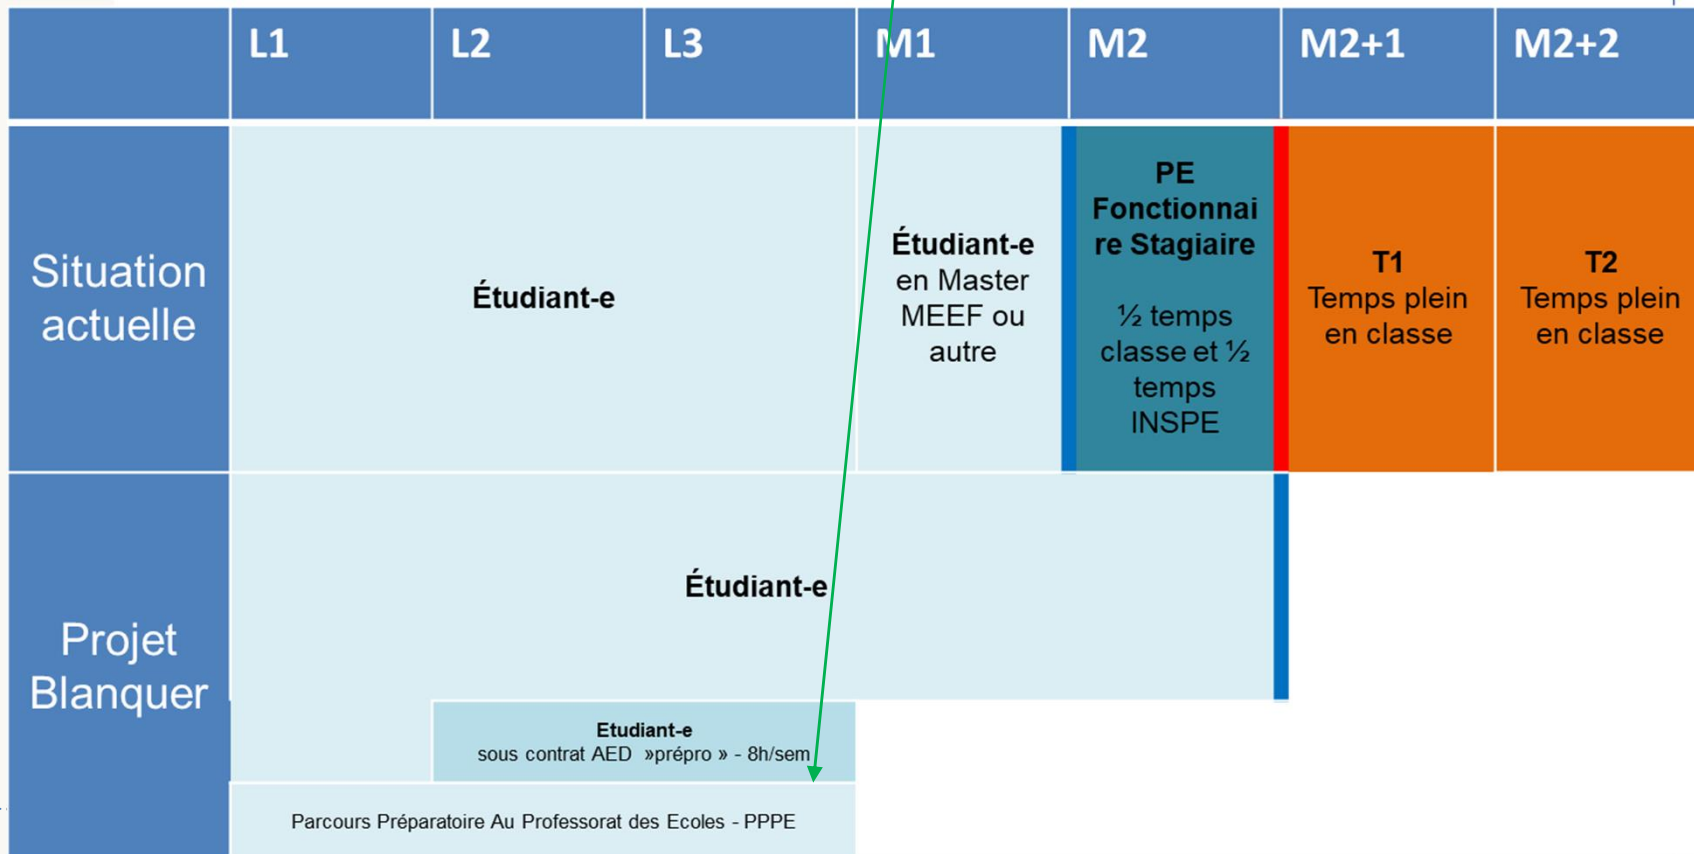 L1 L2 L3 M1 M2 M2+1 M2+2
Situation
actuelle
Étudiant-e
Étudiant-e
en Master
MEEF ou
autre
PE
Fonctionnai
re Stagiaire
½ temps
classe et ½
temps
INSPE
T1
Temps plein
en classe
T2
Temps plein
en classe
Projet
Blanquer
Étudiant-e
Etudiant-e
sous contrat AED »prépro » - 8h/sem
Parcours Préparatoire Au Professorat des Ecoles - PPPE